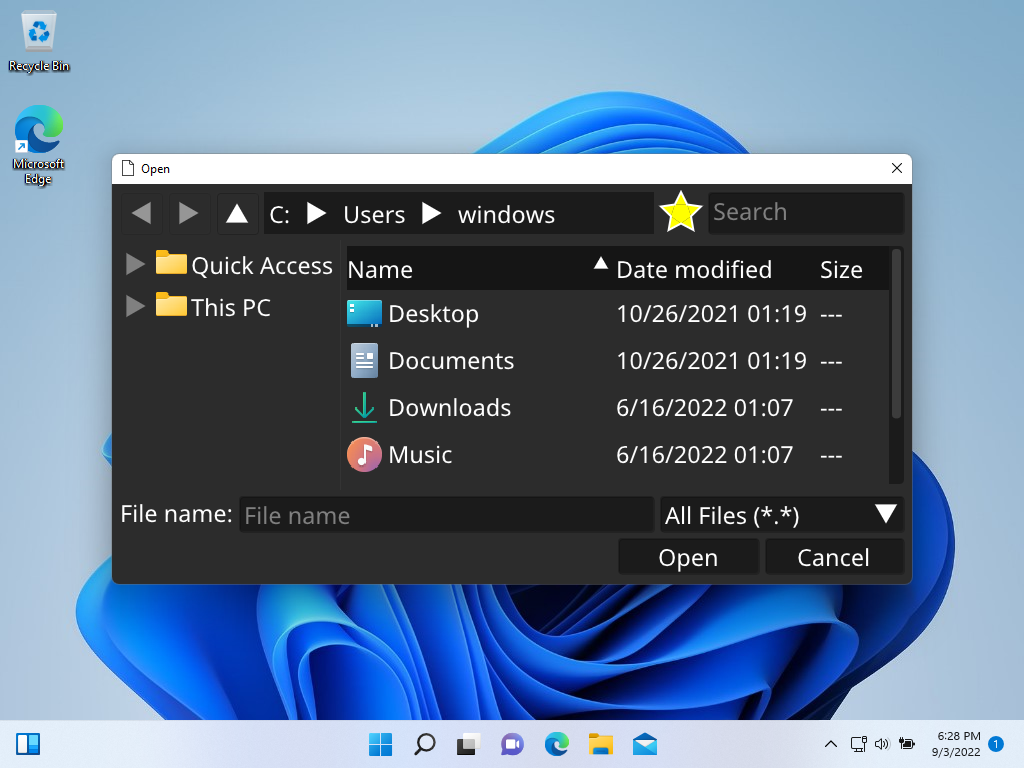 Recycle Bin
Microsoft
Edge
Open
C: Users windows
Search
Quick Access
This PC
Name Date modified Size
Desktop 10/26/2021 01:19 ---
Documents 10/26/2021 01:19 ---
Downloads 6/16/2022 01:07 ---
Music 6/16/2022 01:07 ---
File name: File name All Files (*.*)
Open Cancel
6:28 PM
9/3/2022 1